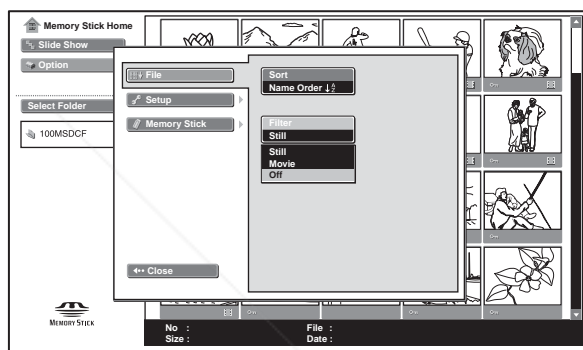 Memory Stick Home
Slide Show
Option
Select Folder
100MSDCF
File
Setup
Memory Stick
Close
Sort
Name Order
Filter
Still
Still
Movie
Off
MEMORY STICK
No :
File :
Size :
Date :